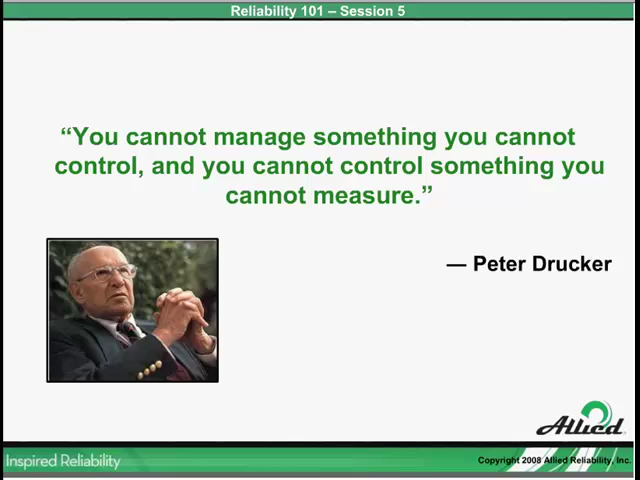 Reliability 101 – Session 5
“You cannot manage something you cannot
control, and you cannot control something you
cannot measure.”
— Peter Drucker
Allied
Inspired Reliability
Copyright 2008 Allied Reliability, Inc.